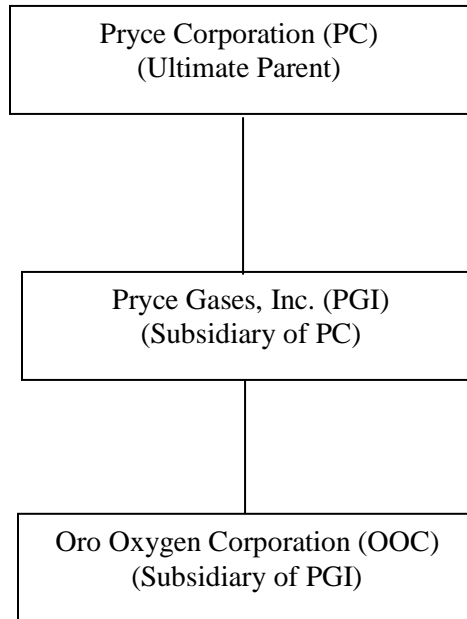 Pryce Corporation (PC)
(Ultimate Parent)
Pryce Gases, Inc. (PGI)
(Subsidiary of PC)
Oro Oxygen Corporation (OOC)
(Subsidiary of PGI)